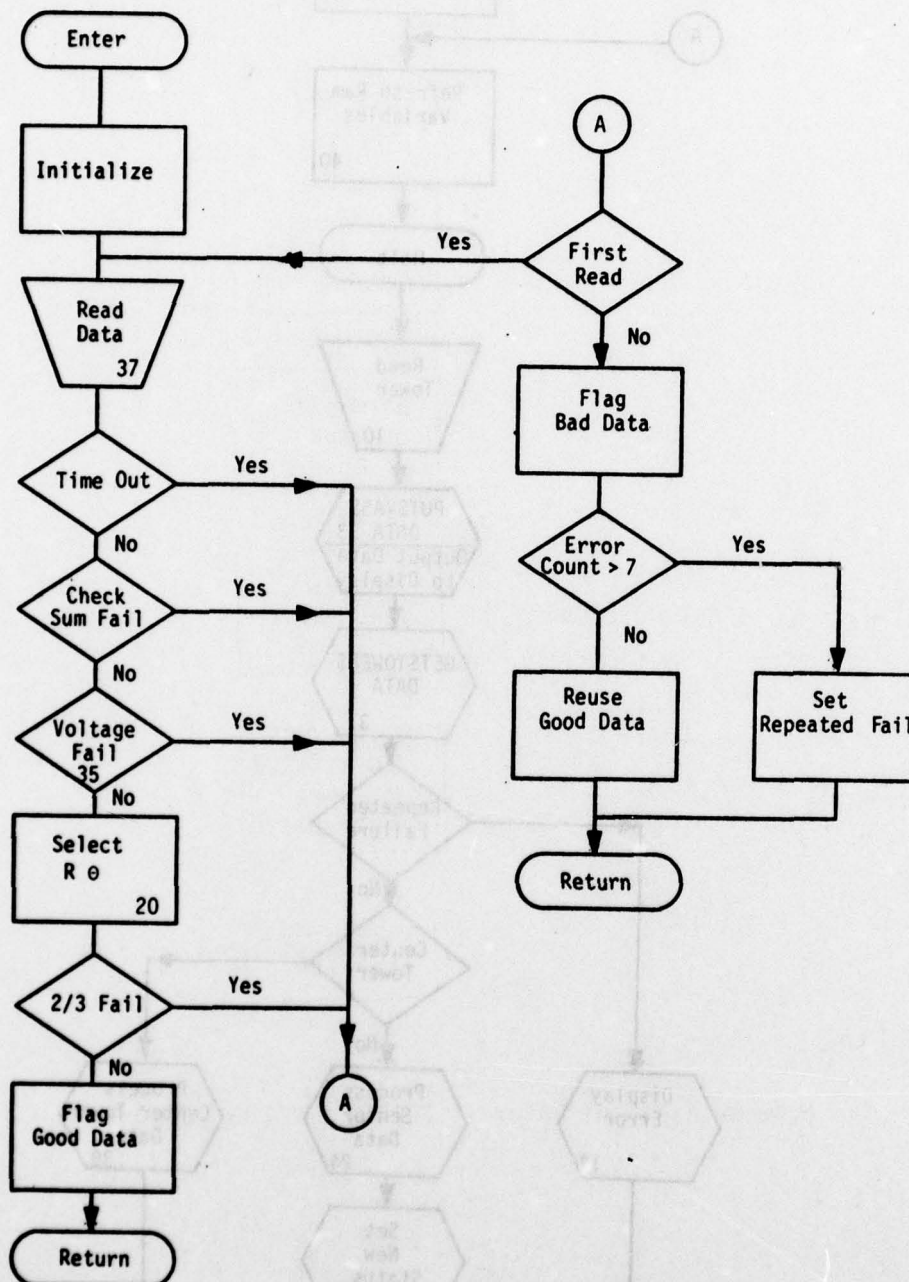 Enter
Initialize
Read
Data
37
Time Out
Yes
No
Check
Sum Fail
Yes
No
Voltage
Fail
35
Yes
No
Select
R Θ
20
2/3 Fail
Yes
No
Flag
Good Data
Return
A
A
First
Read
Yes
No
Flag
Bad Data
Error
Count > 7
Yes
No
Reuse
Good Data
Set
Repeated Fail
Return